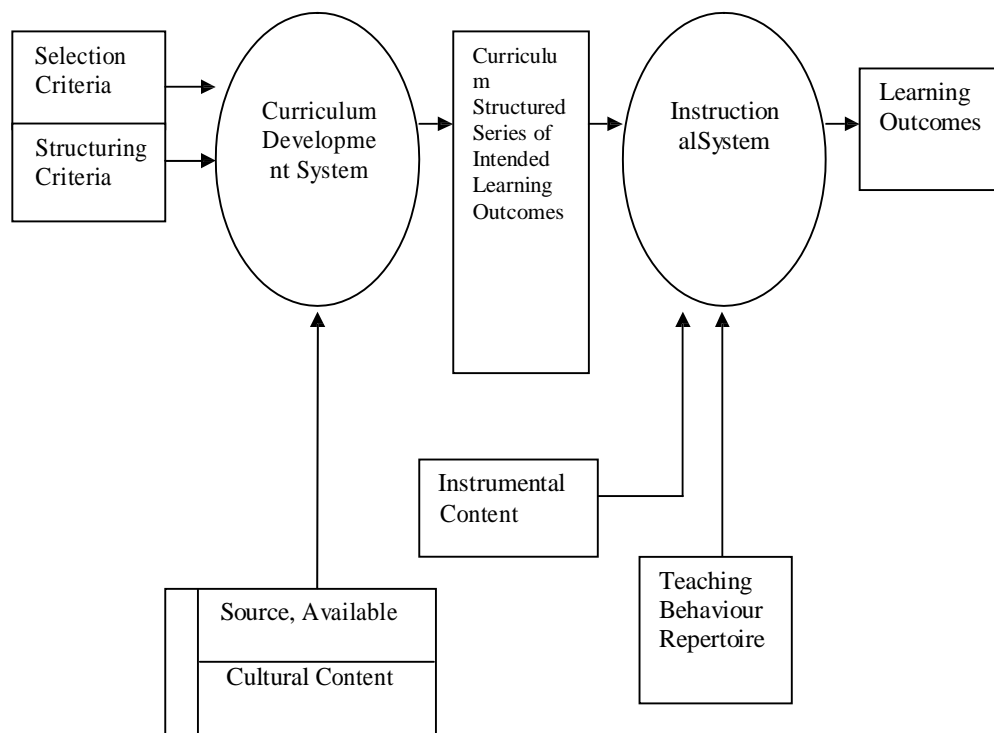 Selection
Criteria
Structuring
Criteria
Curriculum
Developme
nt System
Curriculu
m
Structured
Series of
Intended
Learning
Outcomes
Instruction
alSystem
Learning
Outcomes
Instrumental
Content
Teaching
Behaviour
Repertoire
Source, Available
Cultural Content